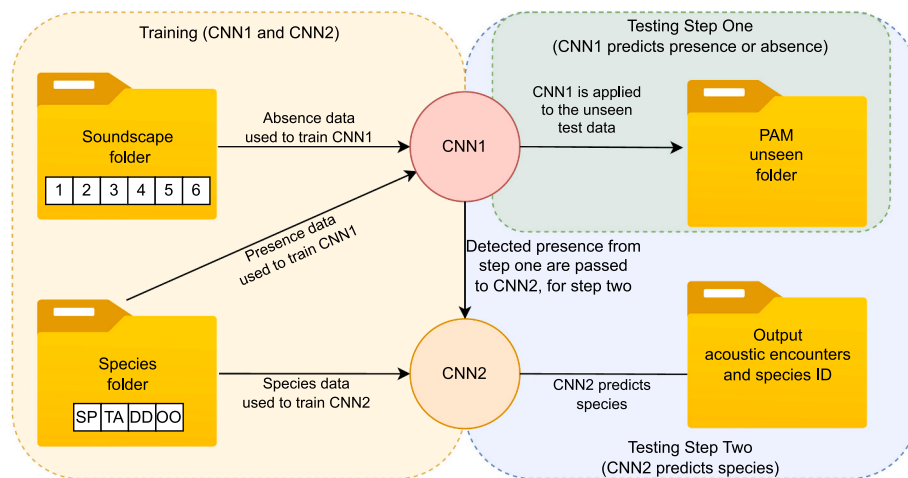 Training (CNN1 and CNN2)
Testing Step One
(CNN1 predicts presence or absence)
Soundscape
folder
1 2 3 4 5 6
Absence data
used to train CNN1
CNN1
CNN1 is applied
to the unseen
test data
PAM
unseen
folder
Presence data
used to train CNN1
Detected presence from
step one are passed
to CNN2, for step two
Species
folder
SP TA DD OO
Species data
used to train CNN2
CNN2
CNN2 predicts
species
Output
acoustic encounters
and species ID
Testing Step Two
(CNN2 predicts species)